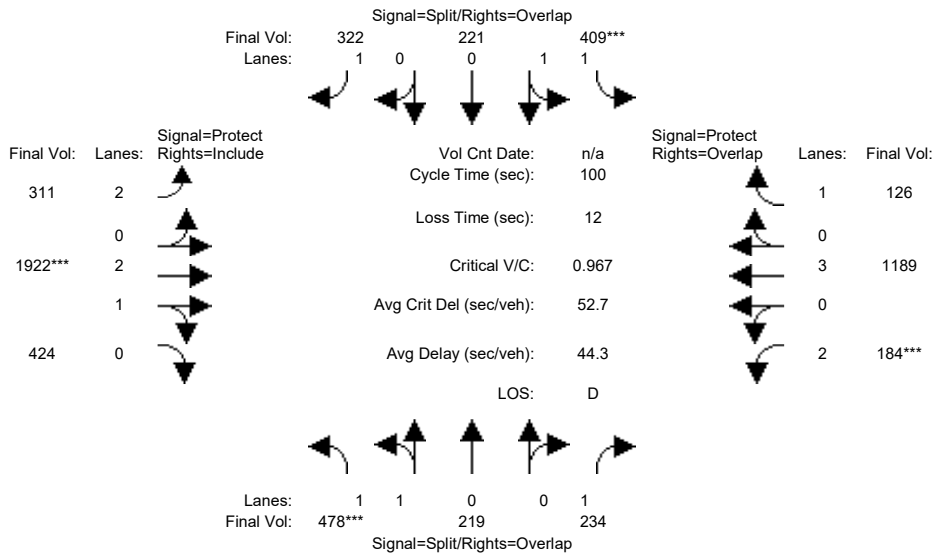 Signal=Split/Rights=Overlap
Final Vol: 322 221 409***
Lanes: 1 0 0 1 1
Signal=Protect
Final Vol: Lanes: Rights=Include
Vol Cnt Date: n/a
Signal=Protect
Rights=Overlap Lanes: Final Vol:
Cycle Time (sec): 100
311 2 1 126
Loss Time (sec): 12
0 0
1922*** 2 Critical V/C: 0.967 3 1189
1 Avg Crit Del (sec/veh): 52.7 0
424 0 Avg Delay (sec/veh): 44.3 2 184***
LOS: D
Lanes: 1 1 0 0 1
Final Vol: 478*** 219 234
Signal=Split/Rights=Overlap